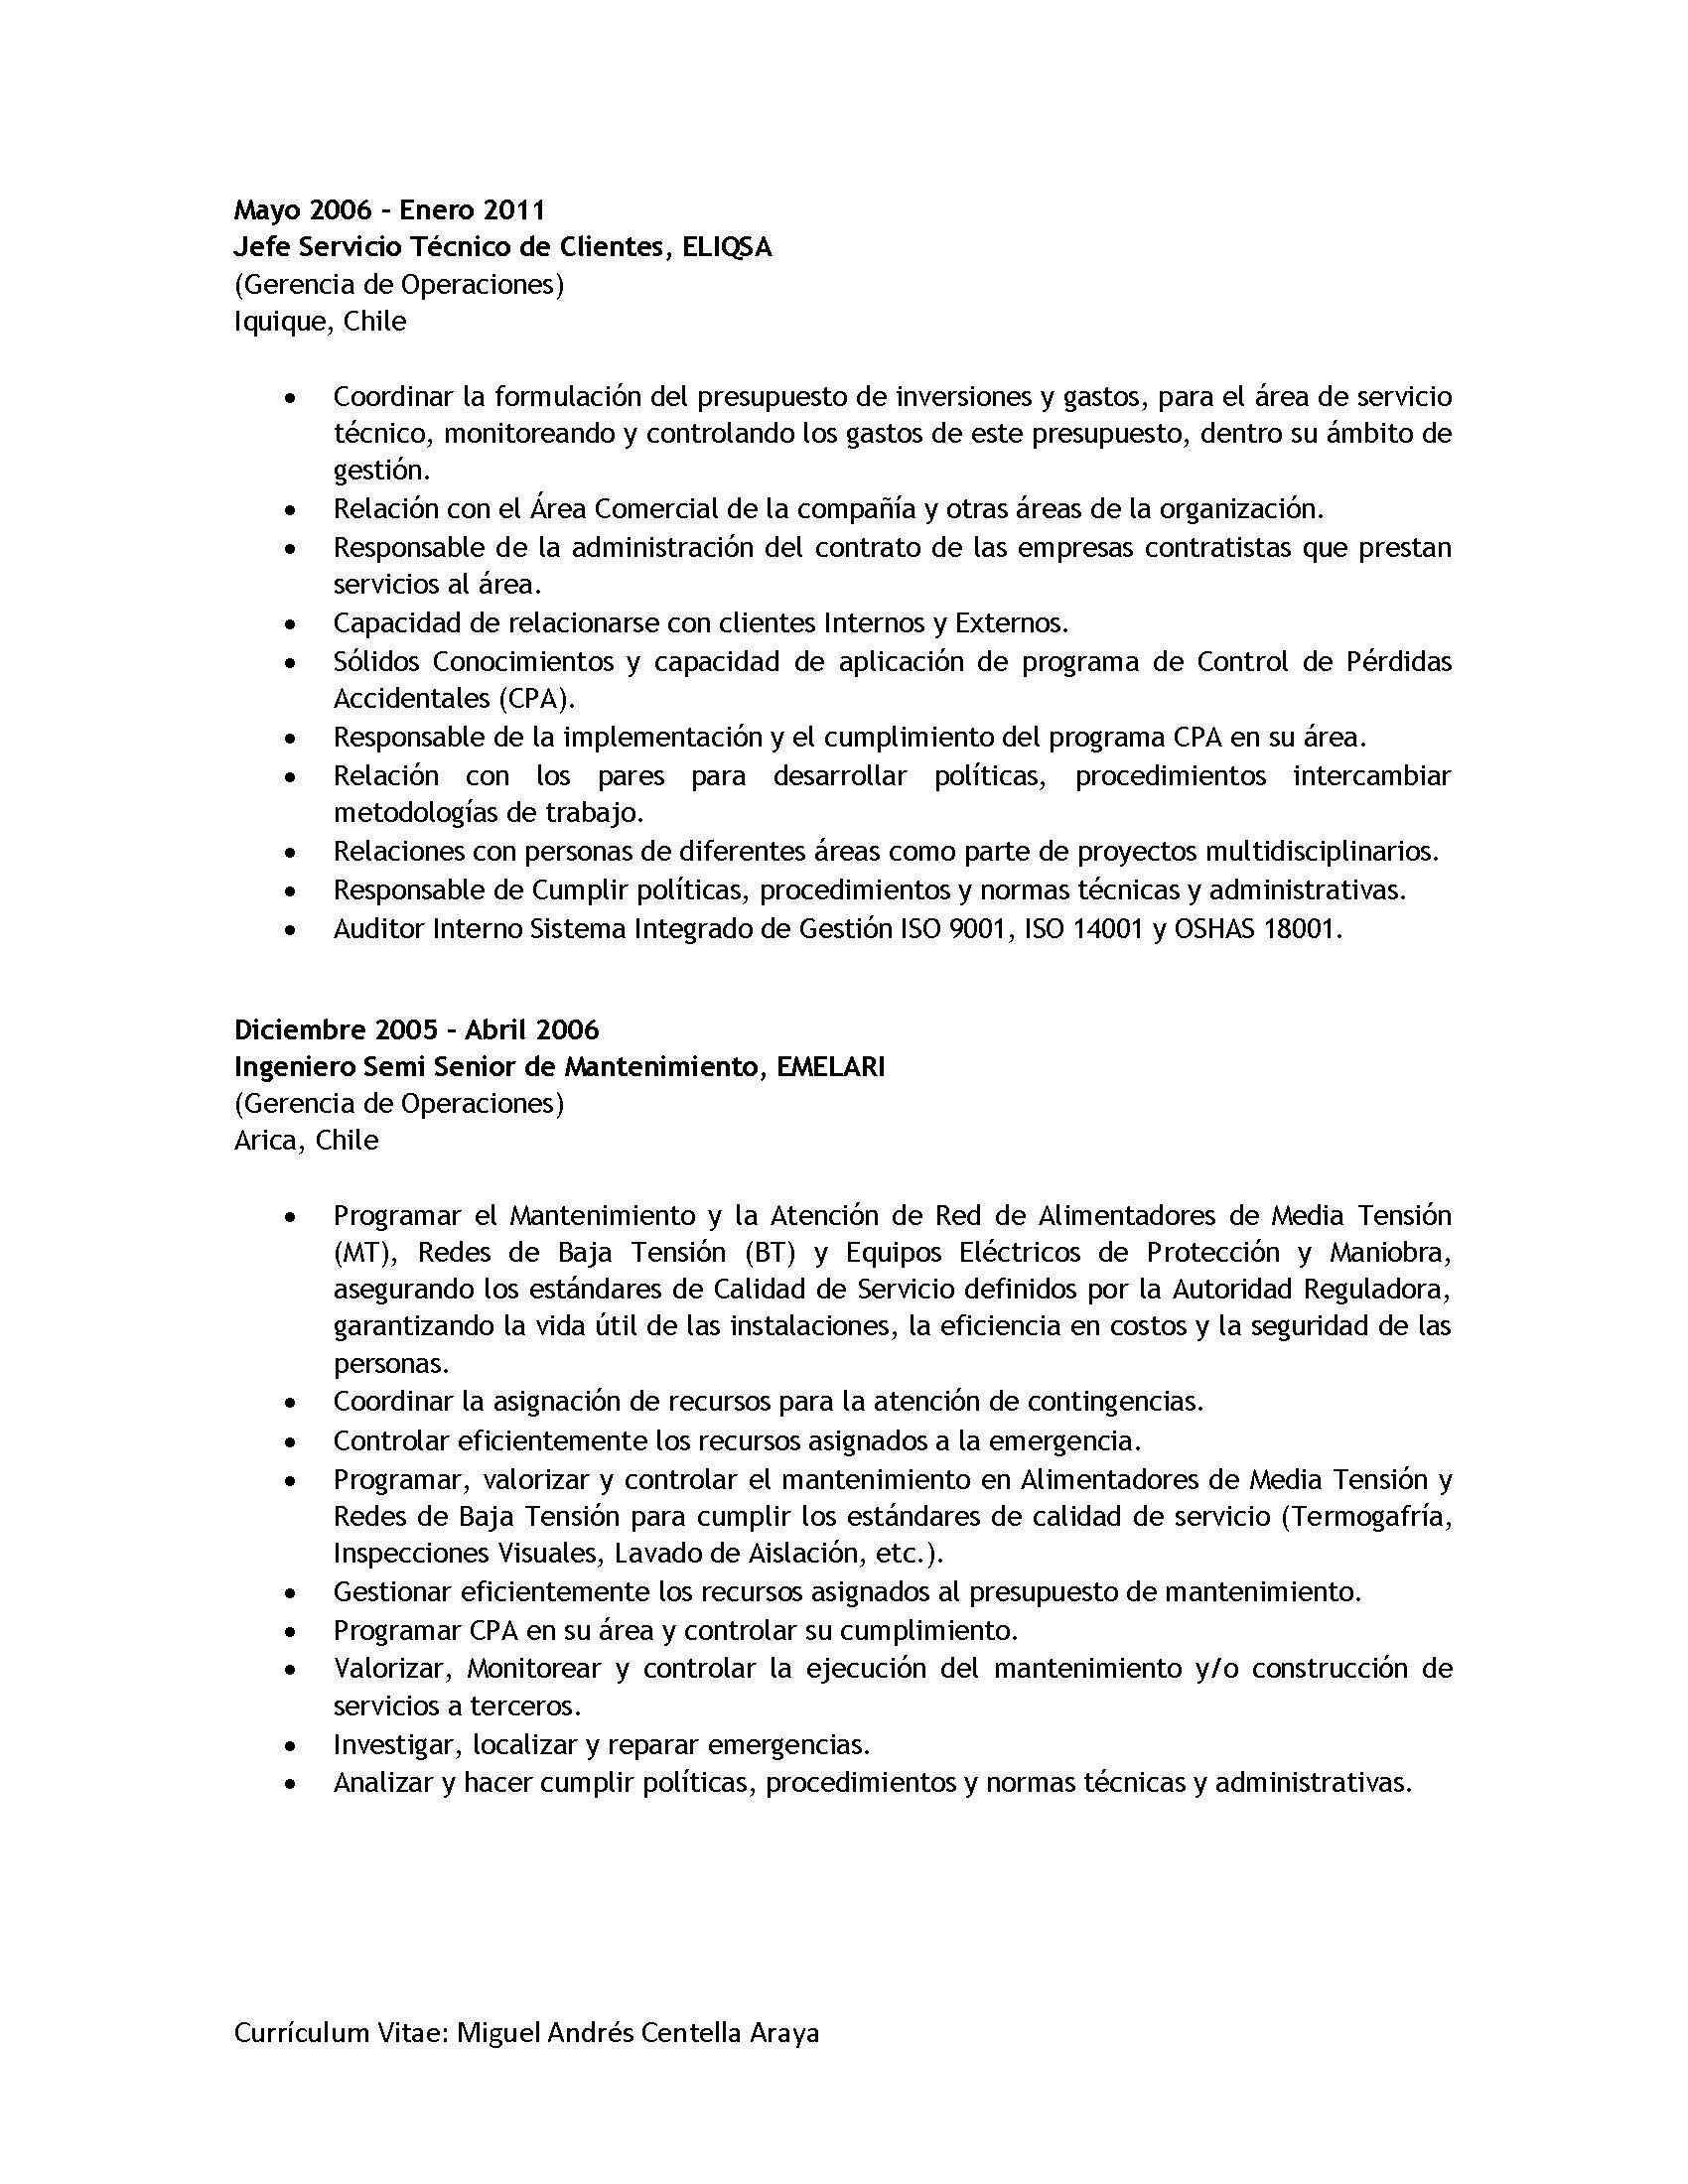 Mayo 2006 – Enero 2011
Jefe Servicio Técnico de Clientes, ELIQSA
(Gerencia de Operaciones)
Iquique, Chile
• Coordinar la formulación del presupuesto de inversiones y gastos, para el área de servicio
técnico, monitoreando y controlando los gastos de este presupuesto, dentro su ámbito de
gestión.
• Relación con el Área Comercial de la compañía y otras áreas de la organización.
• Responsable de la administración del contrato de las empresas contratistas que prestan
servicios al área.
• Capacidad de relacionarse con clientes Internos y Externos.
• Sólidos Conocimientos y capacidad de aplicación de programa de Control de Pérdidas
Accidentales (CPA).
• Responsable de la implementación y el cumplimiento del programa CPA en su área.
• Relación con los pares para desarrollar políticas, procedimientos intercambiar
metodologías de trabajo.
• Relaciones con personas de diferentes áreas como parte de proyectos multidisciplinarios.
• Responsable de Cumplir políticas, procedimientos y normas técnicas y administrativas.
• Auditor Interno Sistema Integrado de Gestión ISO 9001, ISO 14001 y OSHAS 18001.
Diciembre 2005 – Abril 2006
Ingeniero Semi Senior de Mantenimiento, EMELARI
(Gerencia de Operaciones)
Arica, Chile
• Programar el Mantenimiento y la Atención de Red de Alimentadores de Media Tensión
(MT), Redes de Baja Tensión (BT) y Equipos Eléctricos de Protección y Maniobra,
asegurando los estándares de Calidad de Servicio definidos por la Autoridad Reguladora,
garantizando la vida útil de las instalaciones, la eficiencia en costos y la seguridad de las
personas.
• Coordinar la asignación de recursos para la atención de contingencias.
• Controlar eficientemente los recursos asignados a la emergencia.
• Programar, valorizar y controlar el mantenimiento en Alimentadores de Media Tensión y
Redes de Baja Tensión para cumplir los estándares de calidad de servicio (Termogafría,
Inspecciones Visuales, Lavado de Aislación, etc.).
• Gestionar eficientemente los recursos asignados al presupuesto de mantenimiento.
• Programar CPA en su área y controlar su cumplimiento.
• Valorizar, Monitorear y controlar la ejecución del mantenimiento y/o construcción de
servicios a terceros.
• Investigar, localizar y reparar emergencias.
• Analizar y hacer cumplir políticas, procedimientos y normas técnicas y administrativas.
Currículum Vitae: Miguel Andrés Centella Araya